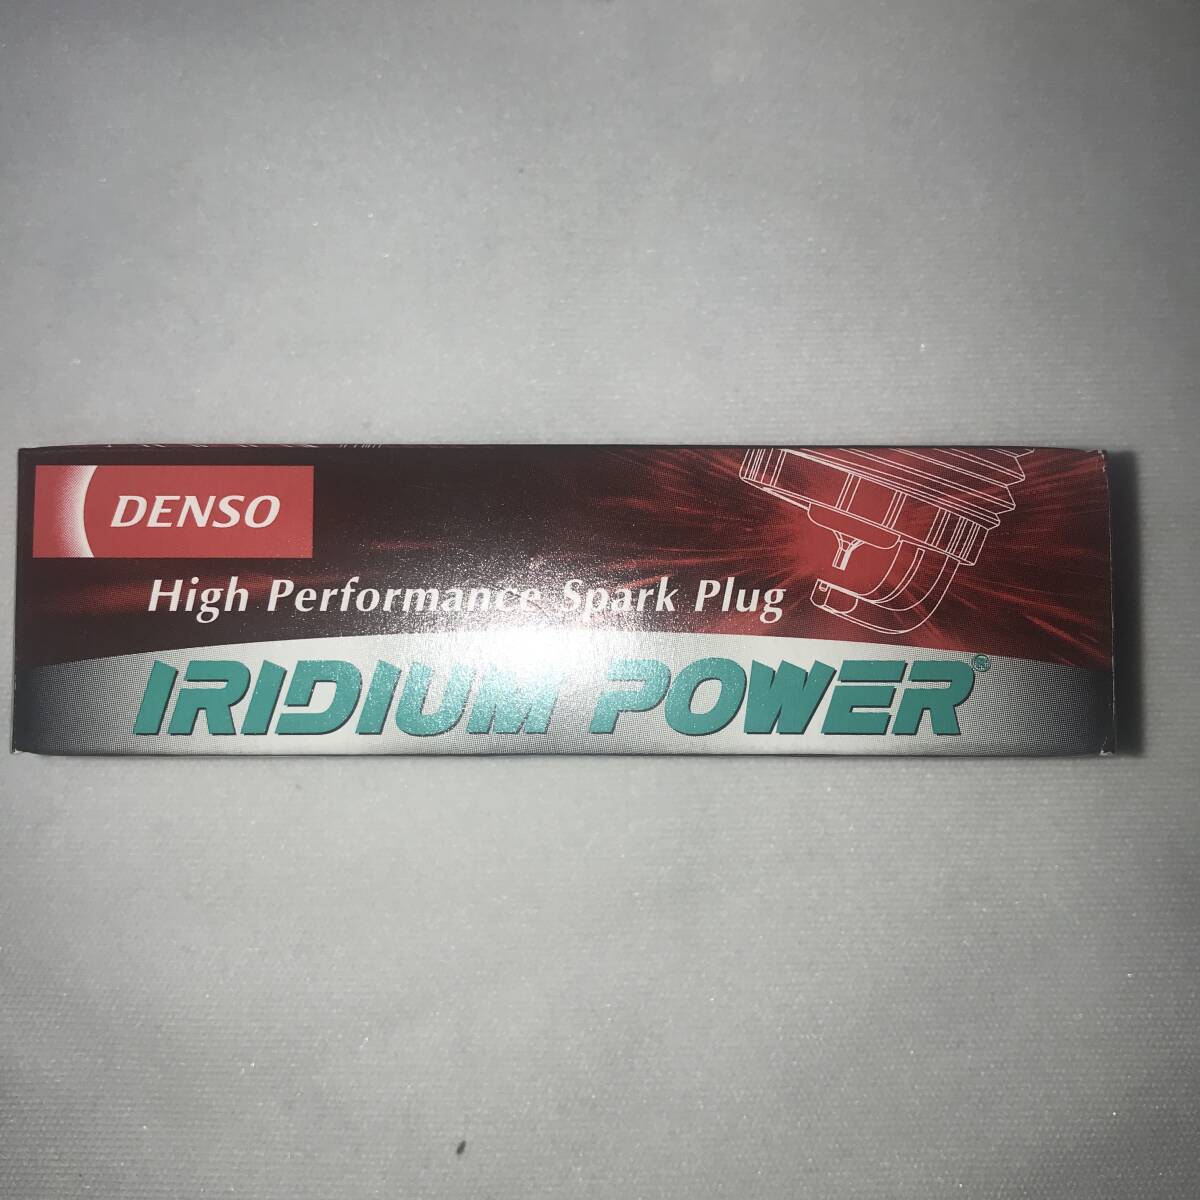 DENSO
High Performance Spark Plug
IRIDIUM POWER®